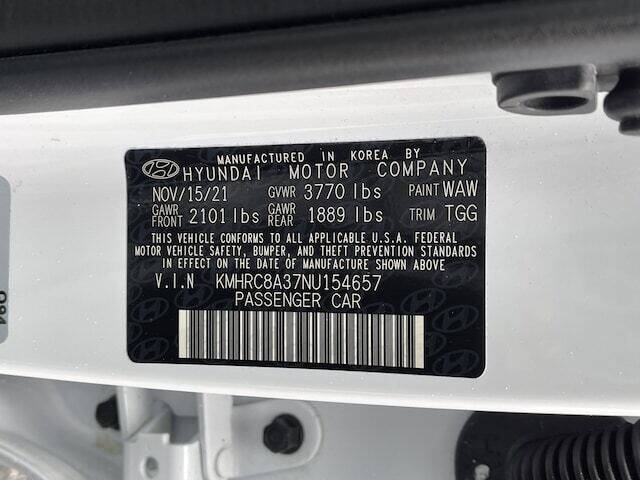 MANUFACTURED IN KOREA BY
HYUNDAI MOTOR COMPANY
NOV/15/21 GVWR 3770 lbs PAINT WAW
GAWR FRONT 2101 lbs GAWR REAR 1889 lbs TRIM TGG
THIS VEHICLE CONFORMS TO ALL APPLICABLE U.S.A. FEDERAL
MOTOR VEHICLE SAFETY, BUMPER, AND THEFT PREVENTION STANDARDS
IN EFFECT ON THE DATE OF MANUFACTURE SHOWN ABOVE
V.I.N KMHRC8A37NU154657
PASSENGER CAR